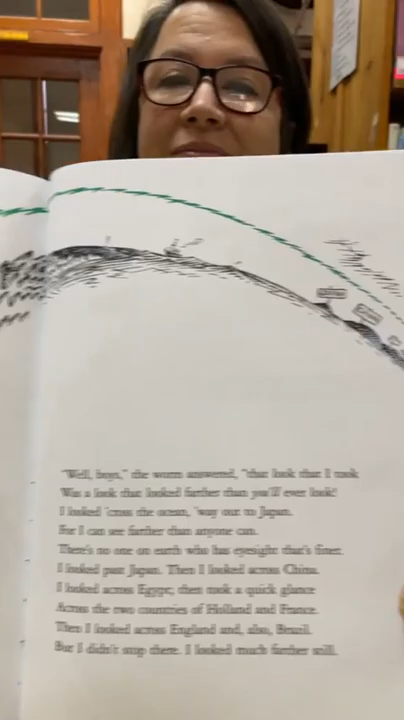 "Well, boys," the worm answered, "that look that I took
Was a look that looked farther than you'll ever look!
I looked 'cross the ocean, 'way out to Japan.
For I can see farther than anyone can.
There's no one on earth who has eyesight that's finer.
I looked past Japan. Then I looked across China.
I looked across Egypt; then took a quick glance
Across the two countries of Holland and France.
Then I looked across England and, also, Brazil.
But I didn't stop there. I looked much farther still.